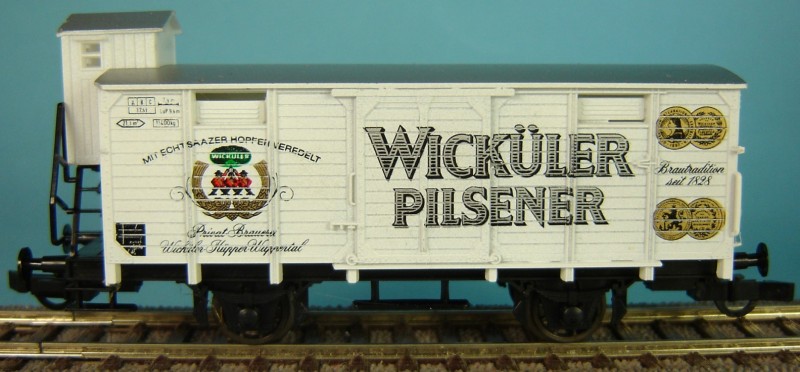 MIT ECHT SAAZER HOPFEN VEREDELT
WICKÜLER
Privat-Brauerei
Wicküler-Küpper Wuppertal
WICKÜLER
PILSENER
Brautradition
seit 1828